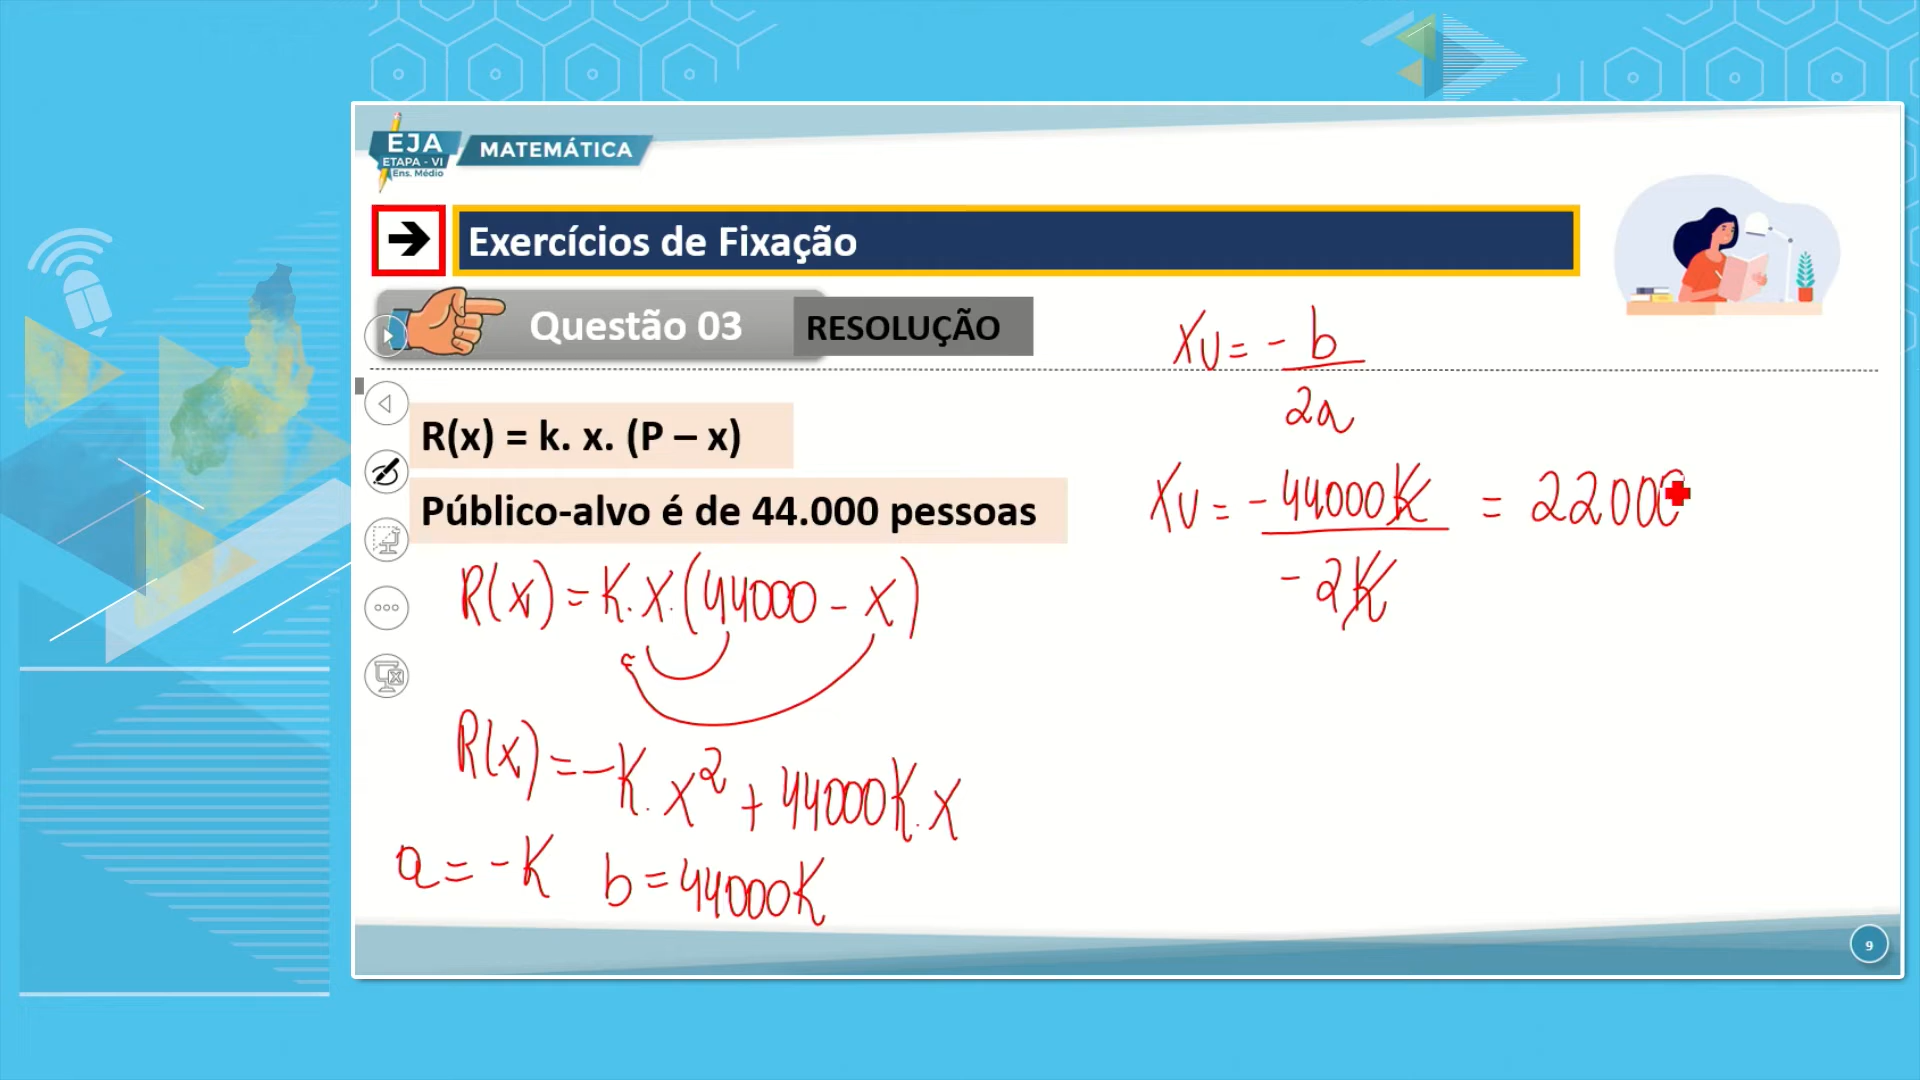 EJA
ETAPA - VI
Ens. Médio
MATEMÁTICA
Exercícios de Fixação
Questão 03
RESOLUÇÃO
R(x) = k. x. (P – x)
Público-alvo é de 44.000 pessoas
R(x) = K.X.(44000 - X)
R(x) = -K.X² + 44000K.X
a = -K b = 44000K
XV = - b / 2a
XV = - 44000K / - 2K = 22000
9